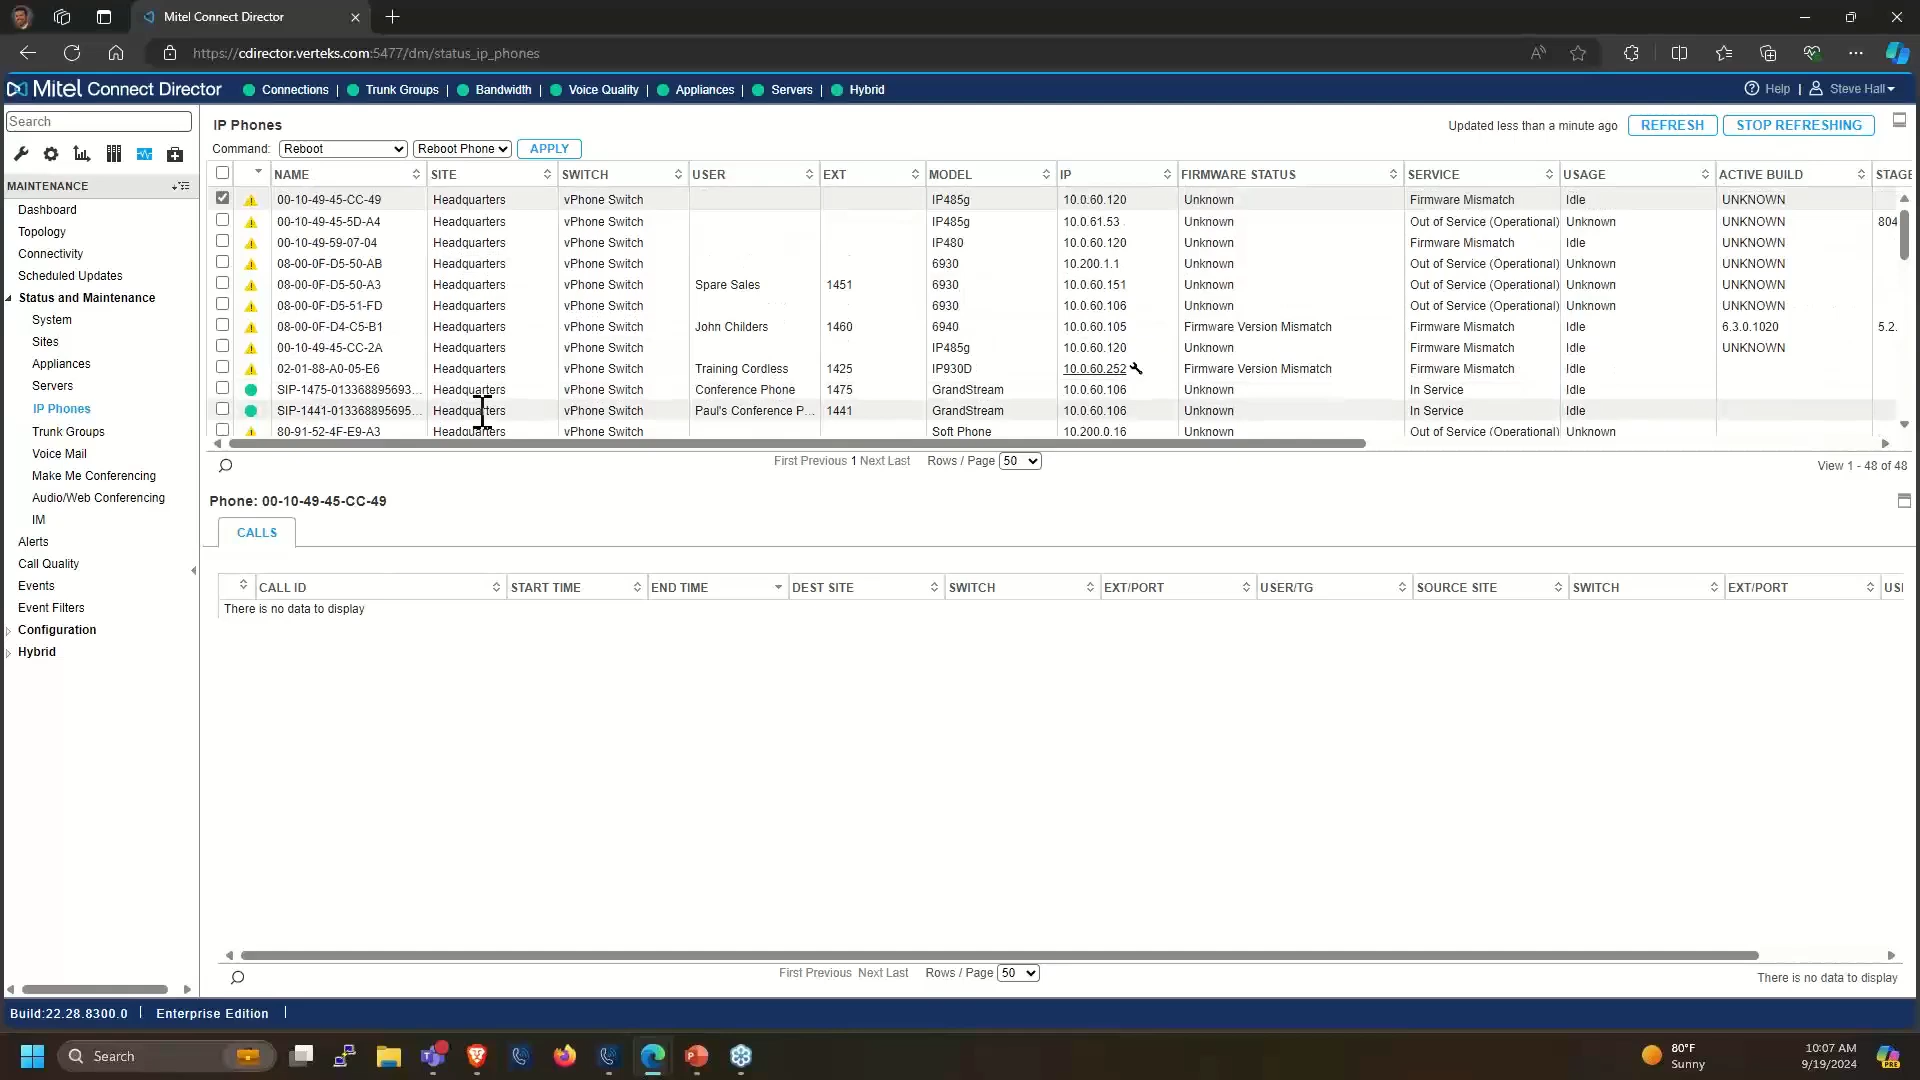 Mitel Connect Director
https://cdirector.verteks.com:5477/dm/status_ip_phones
Mitel Connect Director Connections | Trunk Groups | Bandwidth | Voice Quality | Appliances | Servers | Hybrid Help | Steve Hall
Search
MAINTENANCE
Dashboard
Topology
Connectivity
Scheduled Updates
Status and Maintenance
System
Sites
Appliances
Servers
IP Phones
Trunk Groups
Voice Mail
Make Me Conferencing
Audio/Web Conferencing
IM
Alerts
Call Quality
Events
Event Filters
Configuration
Hybrid
IP Phones Updated less than a minute ago REFRESH STOP REFRESHING
Command: Reboot Reboot Phone APPLY
NAME SITE SWITCH USER EXT MODEL IP FIRMWARE STATUS SERVICE USAGE ACTIVE BUILD STAGE
00-10-49-45-CC-49 Headquarters vPhone Switch IP485g 10.0.60.120 Unknown Firmware Mismatch Idle UNKNOWN
00-10-49-45-5D-A4 Headquarters vPhone Switch IP485g 10.0.61.53 Unknown Out of Service (Operational) Unknown UNKNOWN 804
00-10-49-59-07-04 Headquarters vPhone Switch IP480 10.0.60.120 Unknown Firmware Mismatch Idle UNKNOWN
08-00-0F-D5-50-AB Headquarters vPhone Switch 6930 10.200.1.1 Unknown Out of Service (Operational) Unknown UNKNOWN
08-00-0F-D5-50-A3 Headquarters vPhone Switch Spare Sales 1451 6930 10.0.60.151 Unknown Out of Service (Operational) Unknown UNKNOWN
08-00-0F-D5-51-FD Headquarters vPhone Switch 6930 10.0.60.106 Unknown Out of Service (Operational) Unknown UNKNOWN
08-00-0F-D4-C5-B1 Headquarters vPhone Switch John Childers 1460 6940 10.0.60.105 Firmware Version Mismatch Firmware Mismatch Idle 6.3.0.1020 5.2.
00-10-49-45-CC-2A Headquarters vPhone Switch IP485g 10.0.60.120 Unknown Firmware Mismatch Idle UNKNOWN
02-01-88-A0-05-E6 Headquarters vPhone Switch Training Cordless 1425 IP930D 10.0.60.252 Firmware Version Mismatch Firmware Mismatch Idle
SIP-1475-013368895693... Headquarters vPhone Switch Conference Phone 1475 GrandStream 10.0.60.106 Unknown In Service Idle
SIP-1441-013368895695... Headquarters vPhone Switch Paul's Conference P... 1441 GrandStream 10.0.60.106 Unknown In Service Idle
80-91-52-4F-E9-A3 Headquarters vPhone Switch Soft Phone 10.200.0.16 Unknown Out of Service (Operational) Unknown
First Previous 1 Next Last Rows / Page 50 View 1 - 48 of 48
Phone: 00-10-49-45-CC-49
CALLS
CALL ID START TIME END TIME DEST SITE SWITCH EXT/PORT USER/TG SOURCE SITE SWITCH EXT/PORT
There is no data to display
First Previous Next Last Rows / Page 50 There is no data to display
Build:22.28.8300.0 | Enterprise Edition |
Search
80°F
Sunny
10:07 AM
9/19/2024